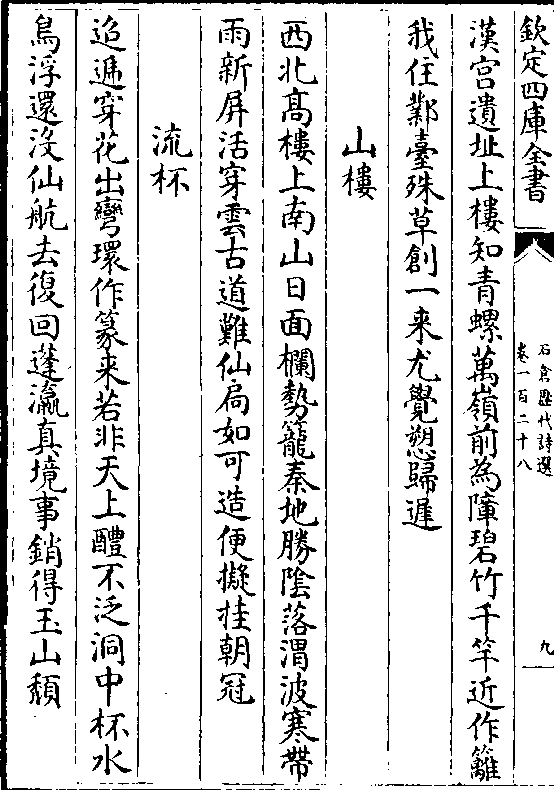 欽定四庫全書
石倉歷代詩選
卷一百二十八
九
漢宫遺址上樓知青螺萬嶺前為障碧竹千竿近作籬
我住鄴臺殊草創一来尤覺愬歸遲
山樓
西北髙樓上南山日面欄勢籠秦地勝陰落渭波寒帶
雨新屏活穿雲古道難仙扃如可造便擬挂朝冠
流杯
迢遞穿花出彎環作篆来若非天上醴不泛洞中杯水
鳥浮還没仙航去復回蓬瀛真境事銷得玉山頽